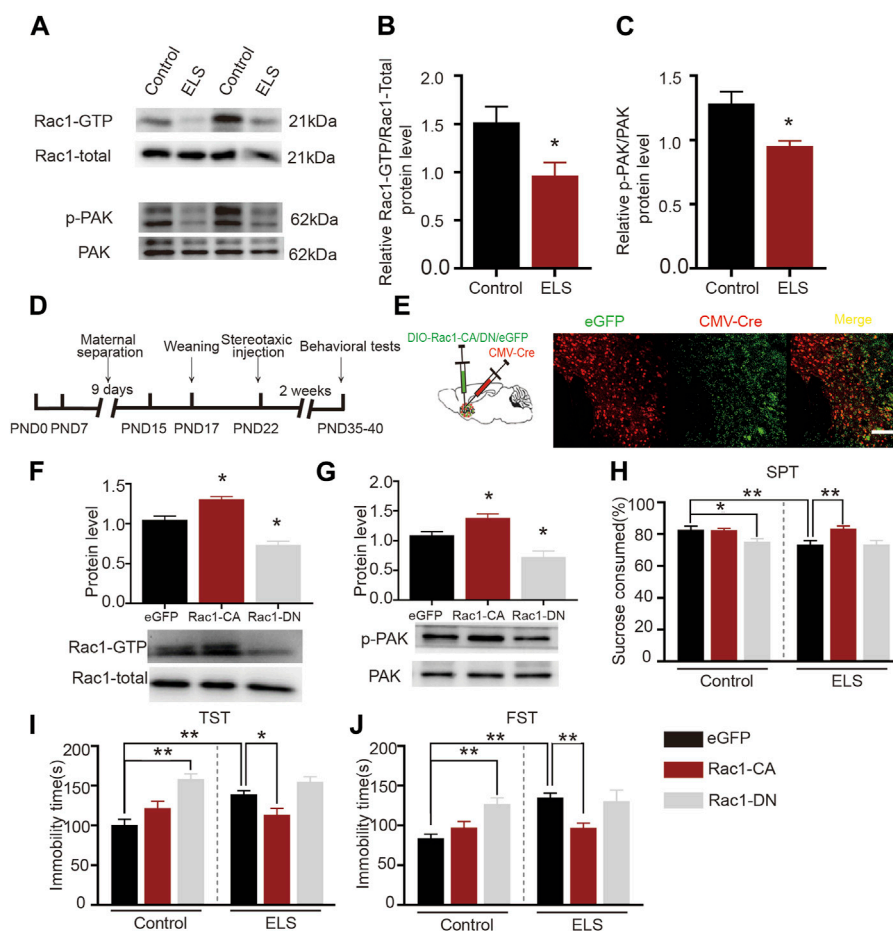 A
Control
ELS
Control
ELS
Rac1-GTP
21kDa
Rac1-total
21kDa
p-PAK
62kDa
PAK
62kDa
B
Relative Rac1-GTP/Rac1-Total
protein level
2.0
1.5
*
1.0
0.5
0.0
Control
ELS
C
Relative p-PAK/PAK
protein level
1.5
*
1.0
0.5
0.0
Control
ELS
D
Maternal
separation
Weaning
Stereotaxic
injection
Behavioral tests
9 days
2 weeks
PND0
PND7
PND15
PND17
PND22
PND35-40
E
DIO-Rac1-CA/DN/eGFP
CMV-Cre
NAc
eGFP
CMV-Cre
Merge
F
Protein level
1.5
1.0
0.5
0.0
*
*
eGFP
Rac1-CA
Rac1-DN
Rac1-GTP
Rac1-total
G
Protein level
2.0
1.5
1.0
0.5
0.0
*
*
eGFP
Rac1-CA
Rac1-DN
p-PAK
PAK
H
SPT
Sucrose consumed(%)
100
80
60
40
20
0
**
*
**
Control
ELS
I
TST
Immobility time(s)
200
150
100
50
0
**
**
*
Control
ELS
J
FST
Immobility time(s)
200
150
100
50
0
**
**
**
Control
ELS
eGFP
Rac1-CA
Rac1-DN